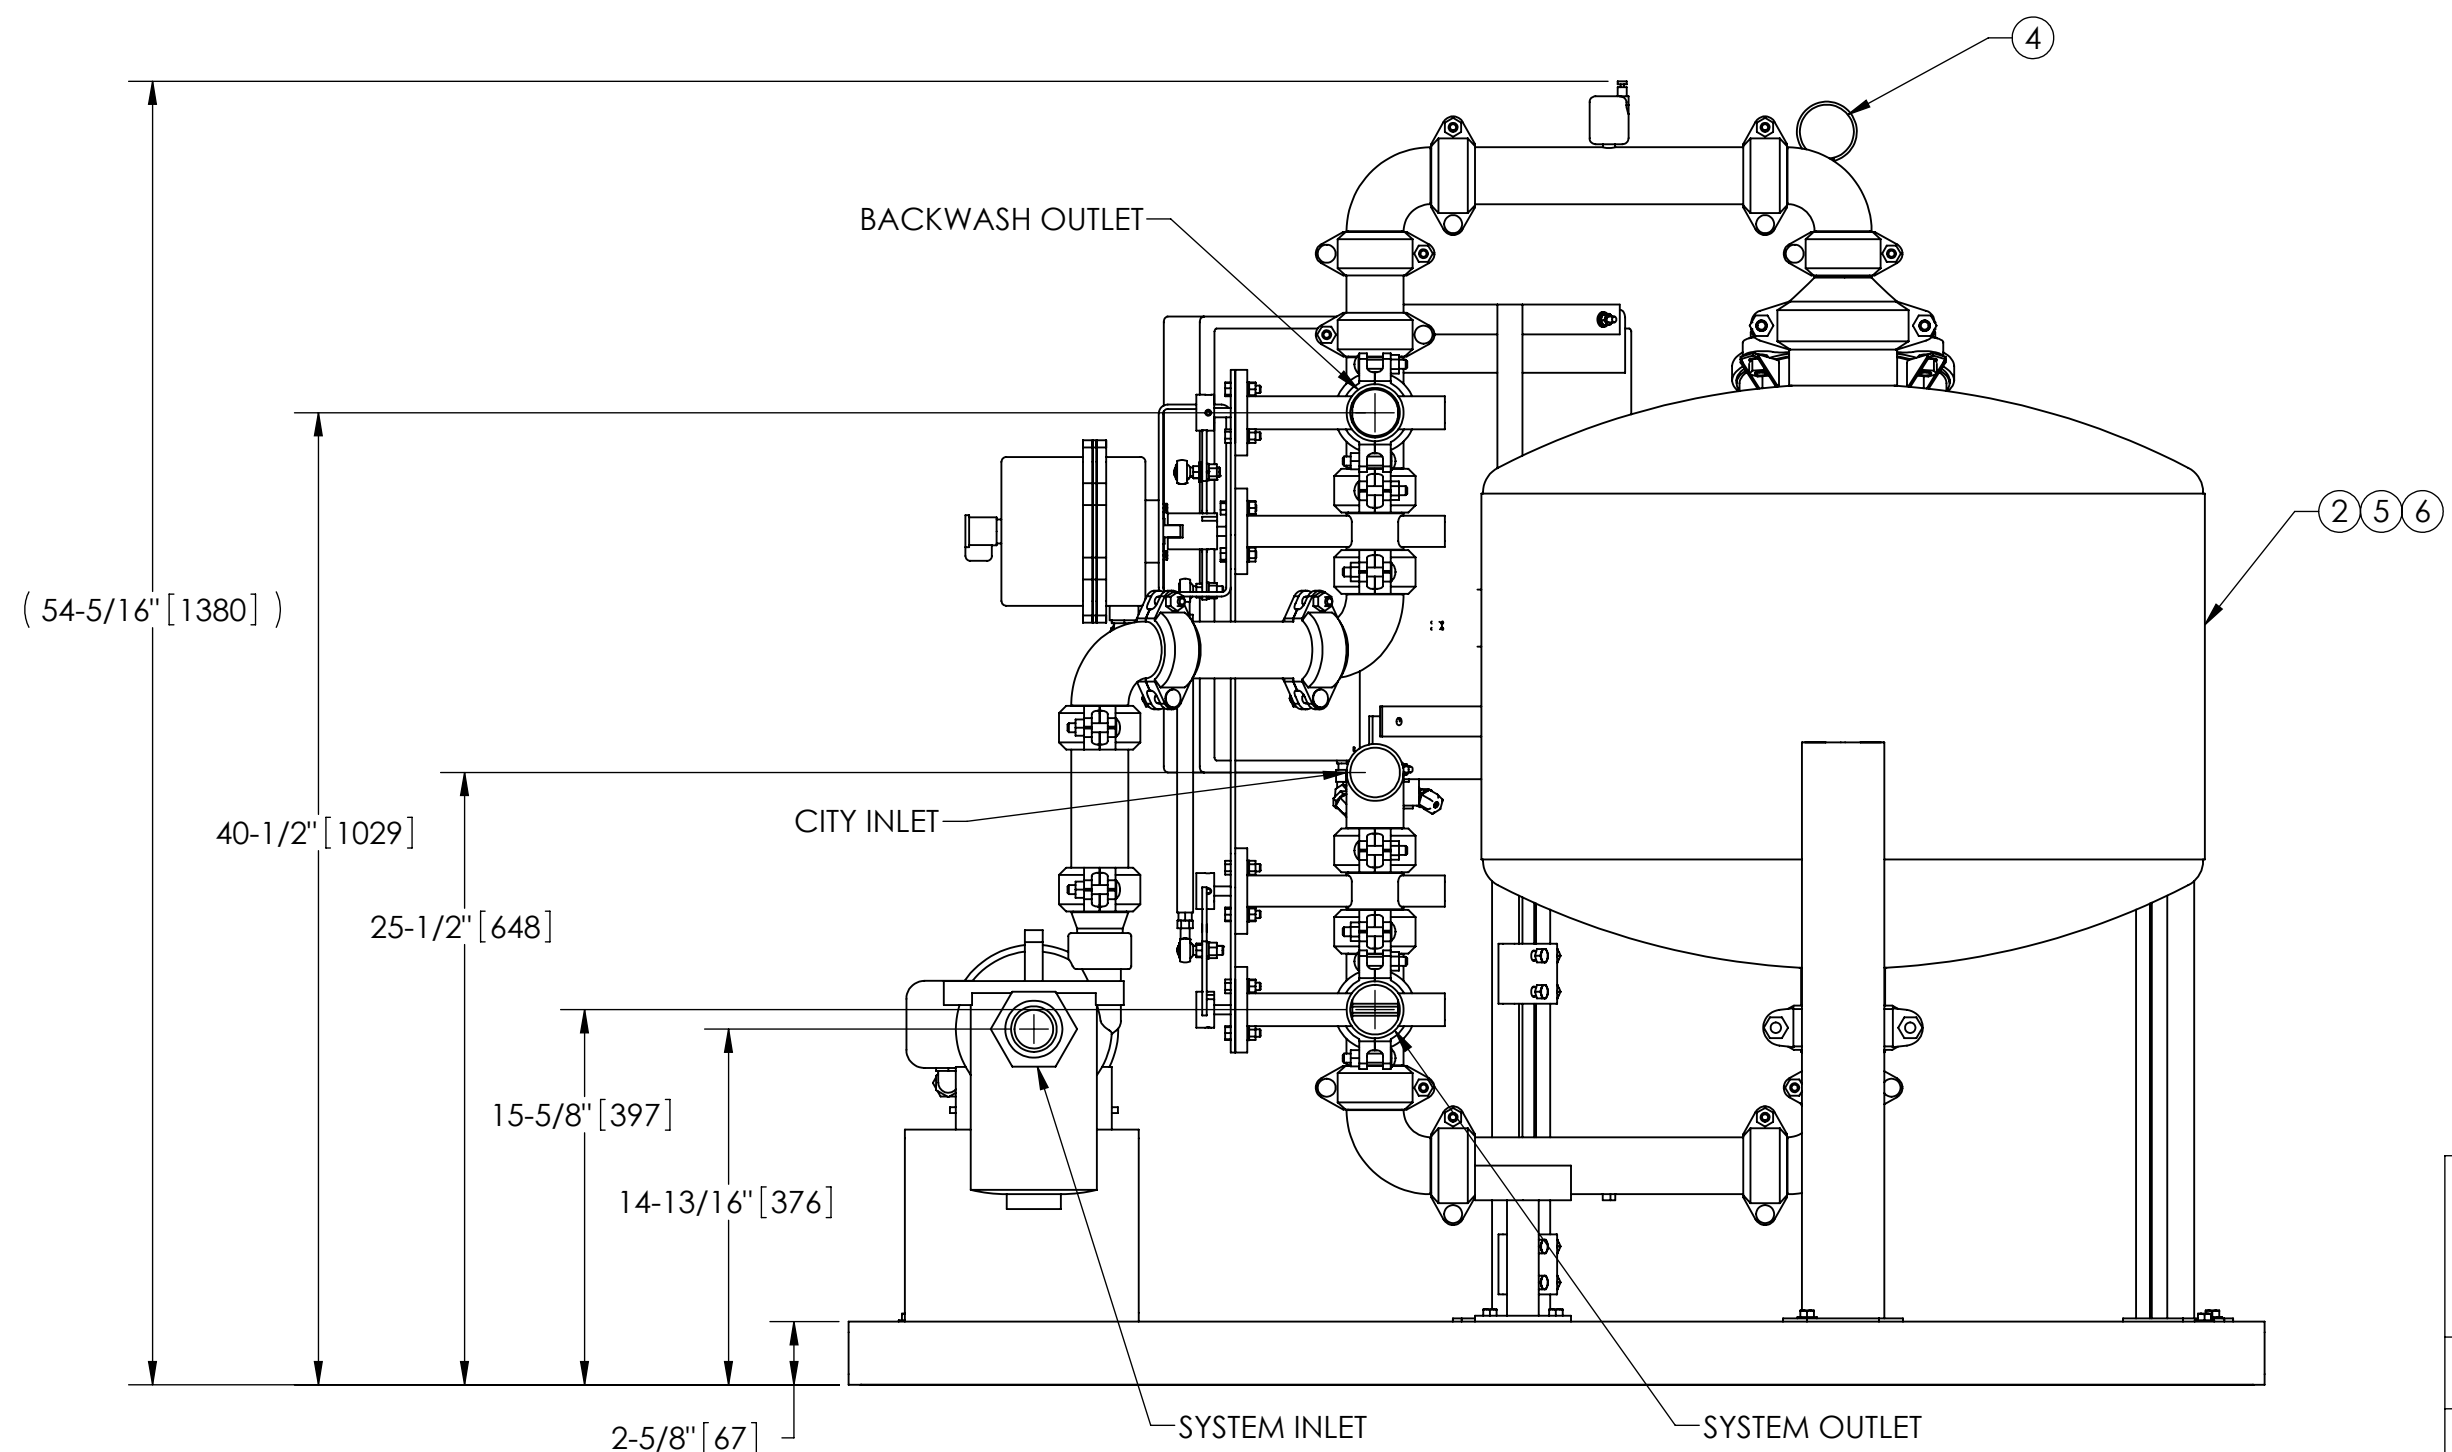 4
BACKWASH OUTLET
2 5 6
( 54-5/16" [1380] )
CITY INLET
40-1/2" [1029]
25-1/2" [648]
15-5/8" [397]
14-13/16" [376]
SYSTEM INLET
SYSTEM OUTLET
2-5/8" [67]